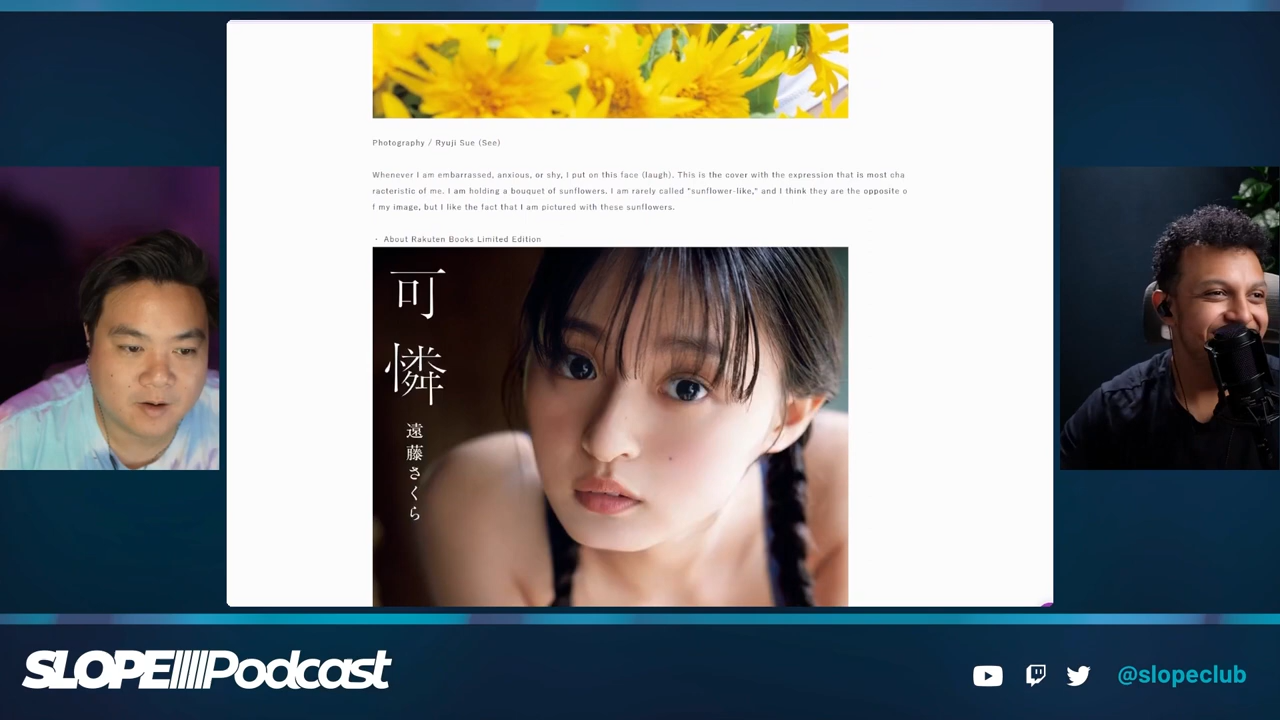 Photography / Ryuji Sue (See)
Whenever I am embarrassed, anxious, or shy, I put on this face (laugh). This is the cover with the expression that is most cha
racteristic of me. I am holding a bouquet of sunflowers. I am rarely called "sunflower-like," and I think they are the opposite o
f my image, but I like the fact that I am pictured with these sunflowers.
・ About Rakuten Books Limited Edition
可憐
遠藤さくら
SLOPE Podcast
@slopeclub